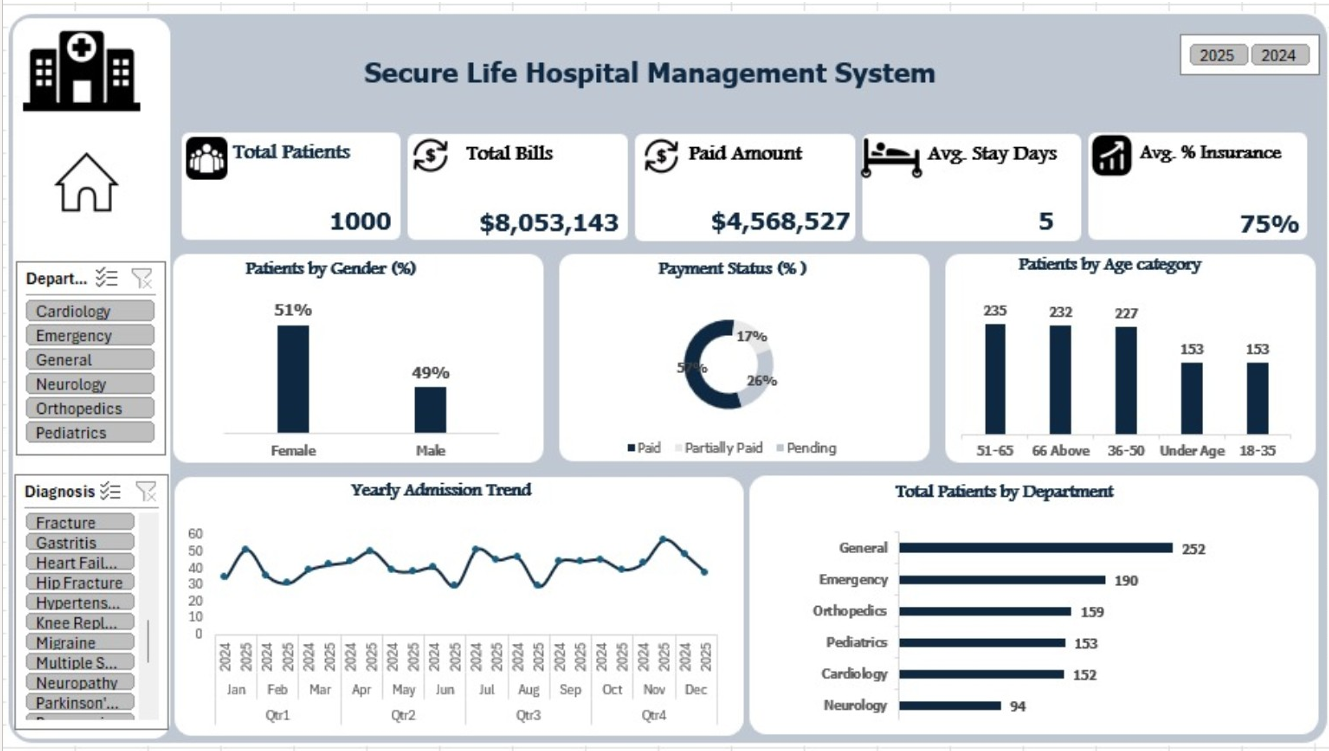 Secure Life Hospital Management System
2025 2024
Total Patients
1000
Total Bills
$8,053,143
Paid Amount
$4,568,527
Avg. Stay Days
5
Avg. % Insurance
75%
Depart...
Cardiology
Emergency
General
Neurology
Orthopedics
Pediatrics
Diagnosis
Fracture
Gastritis
Heart Fail...
Hip Fracture
Hypertens...
Knee Repl...
Migraine
Multiple S...
Neuropathy
Parkinson'...
Patients by Gender (%)
51%
49%
Female Male
Payment Status (% )
17%
57%
26%
Paid Partially Paid Pending
Patients by Age category
235 232 227 153 153
51-65 66 Above 36-50 Under Age 18-35
Yearly Admission Trend
60
50
40
30
20
10
0
2024 2025 2024 2025 2024 2025 2024 2025 2024 2025 2024 2025 2024 2025 2024 2025 2024 2025 2024 2025 2024 2025 2024 2025
Jan Feb Mar Apr May Jun Jul Aug Sep Oct Nov Dec
Qtr1 Qtr2 Qtr3 Qtr4
Total Patients by Department
General 252
Emergency 190
Orthopedics 159
Pediatrics 153
Cardiology 152
Neurology 94